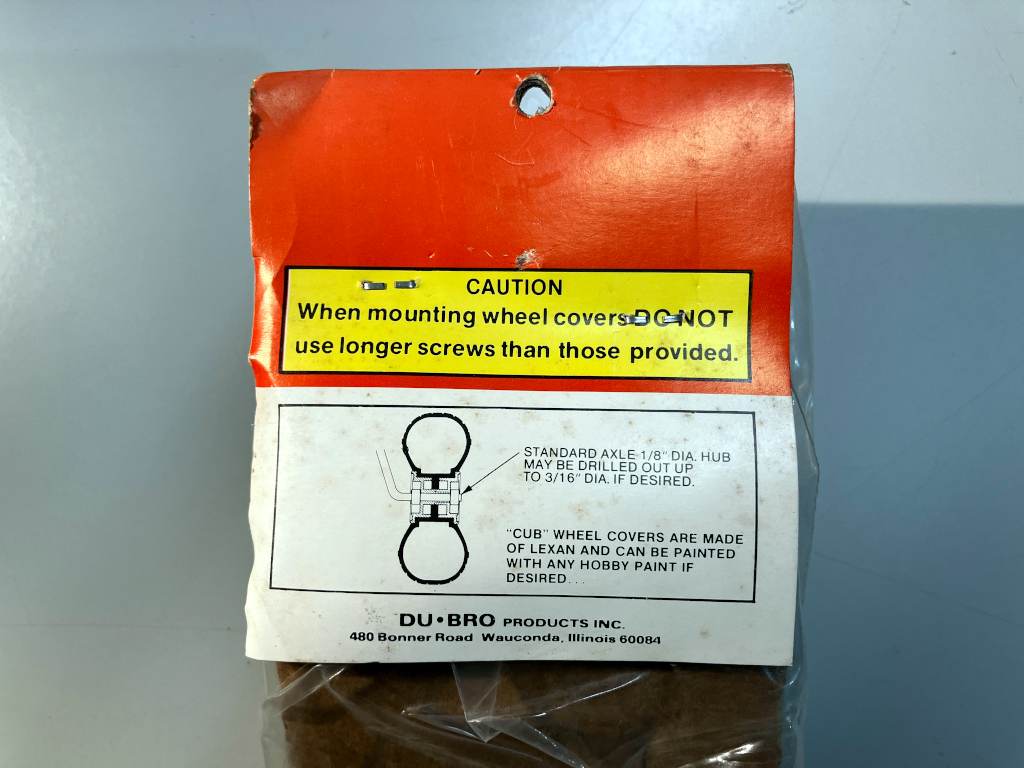 CAUTION
When mounting wheel covers DO NOT
use longer screws than those provided.
STANDARD AXLE 1/8" DIA. HUB
MAY BE DRILLED OUT UP
TO 3/16" DIA. IF DESIRED.
"CUB" WHEEL COVERS ARE MADE
OF LEXAN AND CAN BE PAINTED
WITH ANY HOBBY PAINT IF
DESIRED...
DU•BRO PRODUCTS INC.
480 Bonner Road Wauconda, Illinois 60084